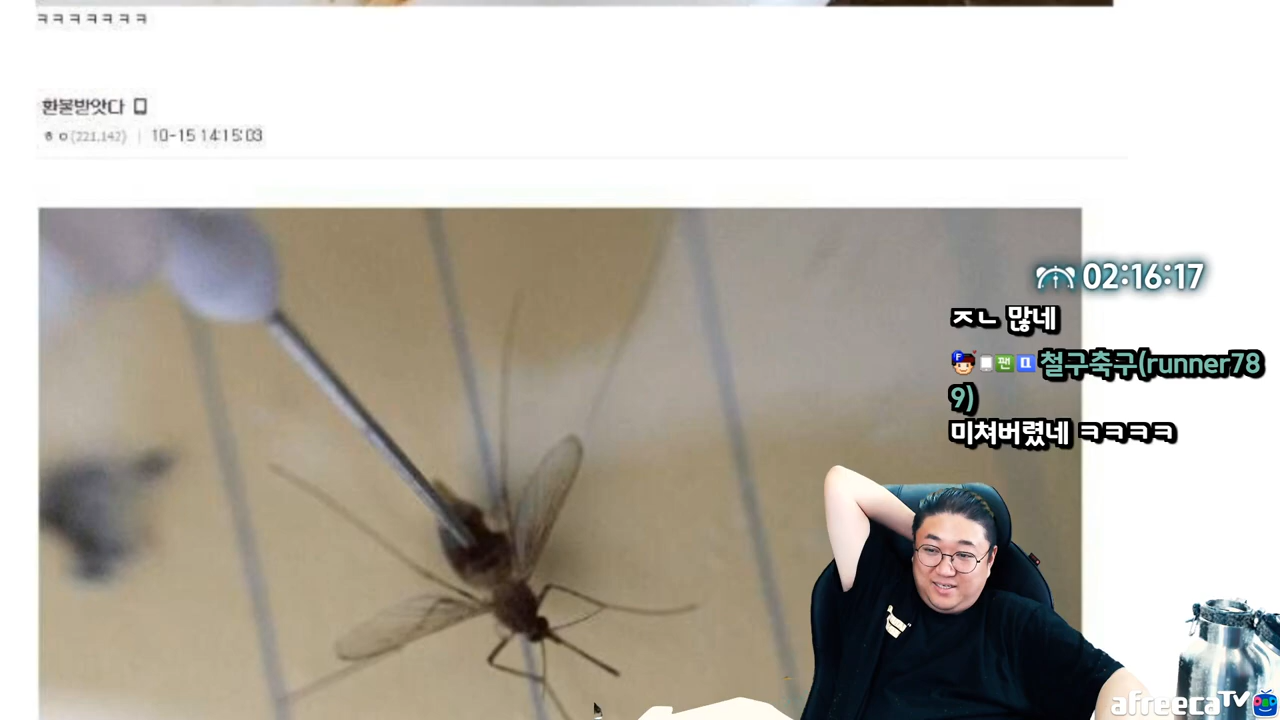 ㅋㅋㅋㅋㅋㅋㅋ
환불받앗다
ㅎㅇ(221.142) | 10-15 14:15:03
02:16:17
ㅈㄴ 많네
F 팬 철구축구(runner78
9)
미쳐버렸네 ㅋㅋㅋㅋ
afreecaTV